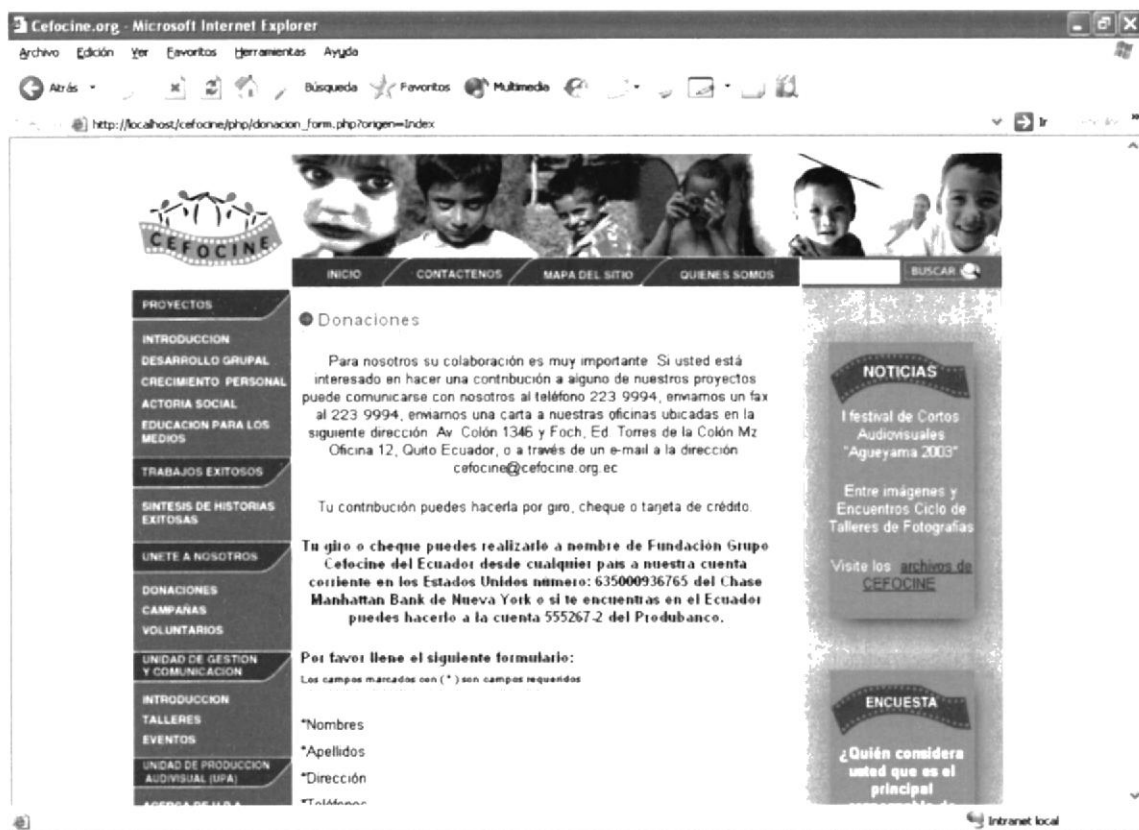 Cefocine.org - Microsoft Internet Explorer
Archivo Edición Ver Favoritos Herramientas Ayuda
Atrás Búsqueda Favoritos Multimedia
http://localhost/cefocine/php/donacion_form.php?origen=Index Ir
CEFOCINE
INICIO CONTACTENOS MAPA DEL SITIO QUIENES SOMOS BUSCAR
PROYECTOS
INTRODUCCION
DESARROLLO GRUPAL
CRECIMIENTO PERSONAL
ACTORIA SOCIAL
EDUCACION PARA LOS
MEDIOS
TRABAJOS EXITOSOS
SINTESIS DE HISTORIAS
EXITOSAS
UNETE A NOSOTROS
DONACIONES
CAMPAÑAS
VOLUNTARIOS
UNIDAD DE GESTION
Y COMUNICACION
INTRODUCCION
TALLERES
EVENTOS
UNIDAD DE PRODUCCION
AUDIVISUAL (UPA)
ACERCA DE U.P.A
Donaciones
Para nosotros su colaboración es muy importante. Si usted está
interesado en hacer una contribución a alguno de nuestros proyectos
puede comunicarse con nosotros al teléfono 223 9994, enviarnos un fax
al 223 9994, enviarnos una carta a nuestras oficinas ubicadas en la
siguiente dirección: Av. Colón 1346 y Foch, Ed. Torres de la Colón Mz.
Oficina 12, Quito Ecuador, o a través de un e-mail a la dirección
cefocine@cefocine.org.ec
Tu contribución puedes hacerla por giro, cheque o tarjeta de crédito.
Tu giro o cheque puedes realizarlo a nombre de Fundación Grupo
Cefocine del Ecuador desde cualquier país a nuestra cuenta
corriente en los Estados Unidos número: 635000936765 del Chase
Manhattan Bank de Nueva York o si te encuentras en el Ecuador
puedes hacerlo a la cuenta 555267-2 del Produbanco.
Por favor llene el siguiente formulario:
Los campos marcados con ( * ) son campos requeridos
*Nombres
*Apellidos
*Dirección
*Teléfonos
NOTICIAS
I festival de Cortos
Audiovisuales
"Agueyama 2003"
Entre imágenes y
Encuentros Ciclo de
Talleres de Fotografías
Visite los archivos de
CEFOCINE
ENCUESTA
¿Quién considera
usted que es el
principal
Intranet local